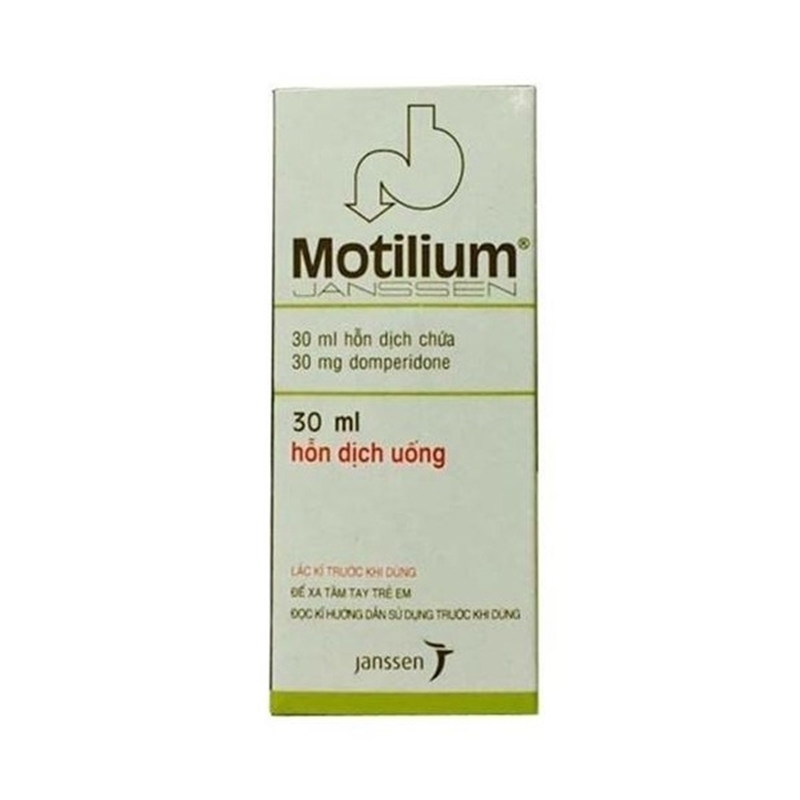 Motilium®
JANSSEN
30 ml hỗn dịch chứa
30 mg domperidone
30 ml
hỗn dịch uống
LẮC KĨ TRƯỚC KHI DÙNG
ĐỂ XA TẦM TAY TRẺ EM
ĐỌC KĨ HƯỚNG DẪN SỬ DỤNG TRƯỚC KHI DÙNG
janssen